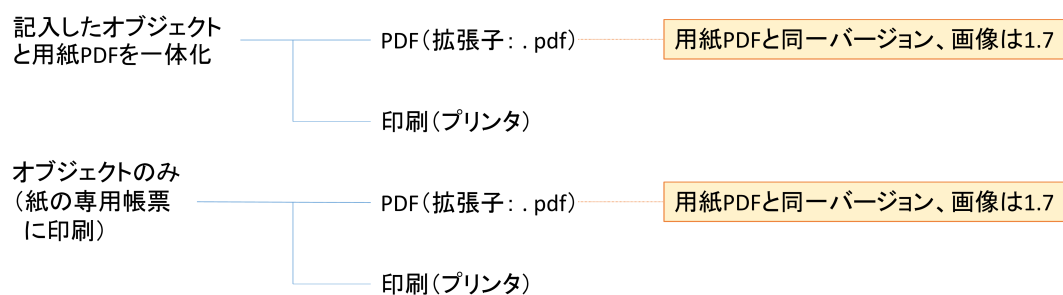 記入したオブジェクト
と用紙PDFを一体化
PDF（拡張子：.pdf）
用紙PDFと同一バージョン、画像は1.7
印刷（プリンタ）
オブジェクトのみ
（紙の専用帳票
に印刷）
PDF（拡張子：.pdf）
用紙PDFと同一バージョン、画像は1.7
印刷（プリンタ）